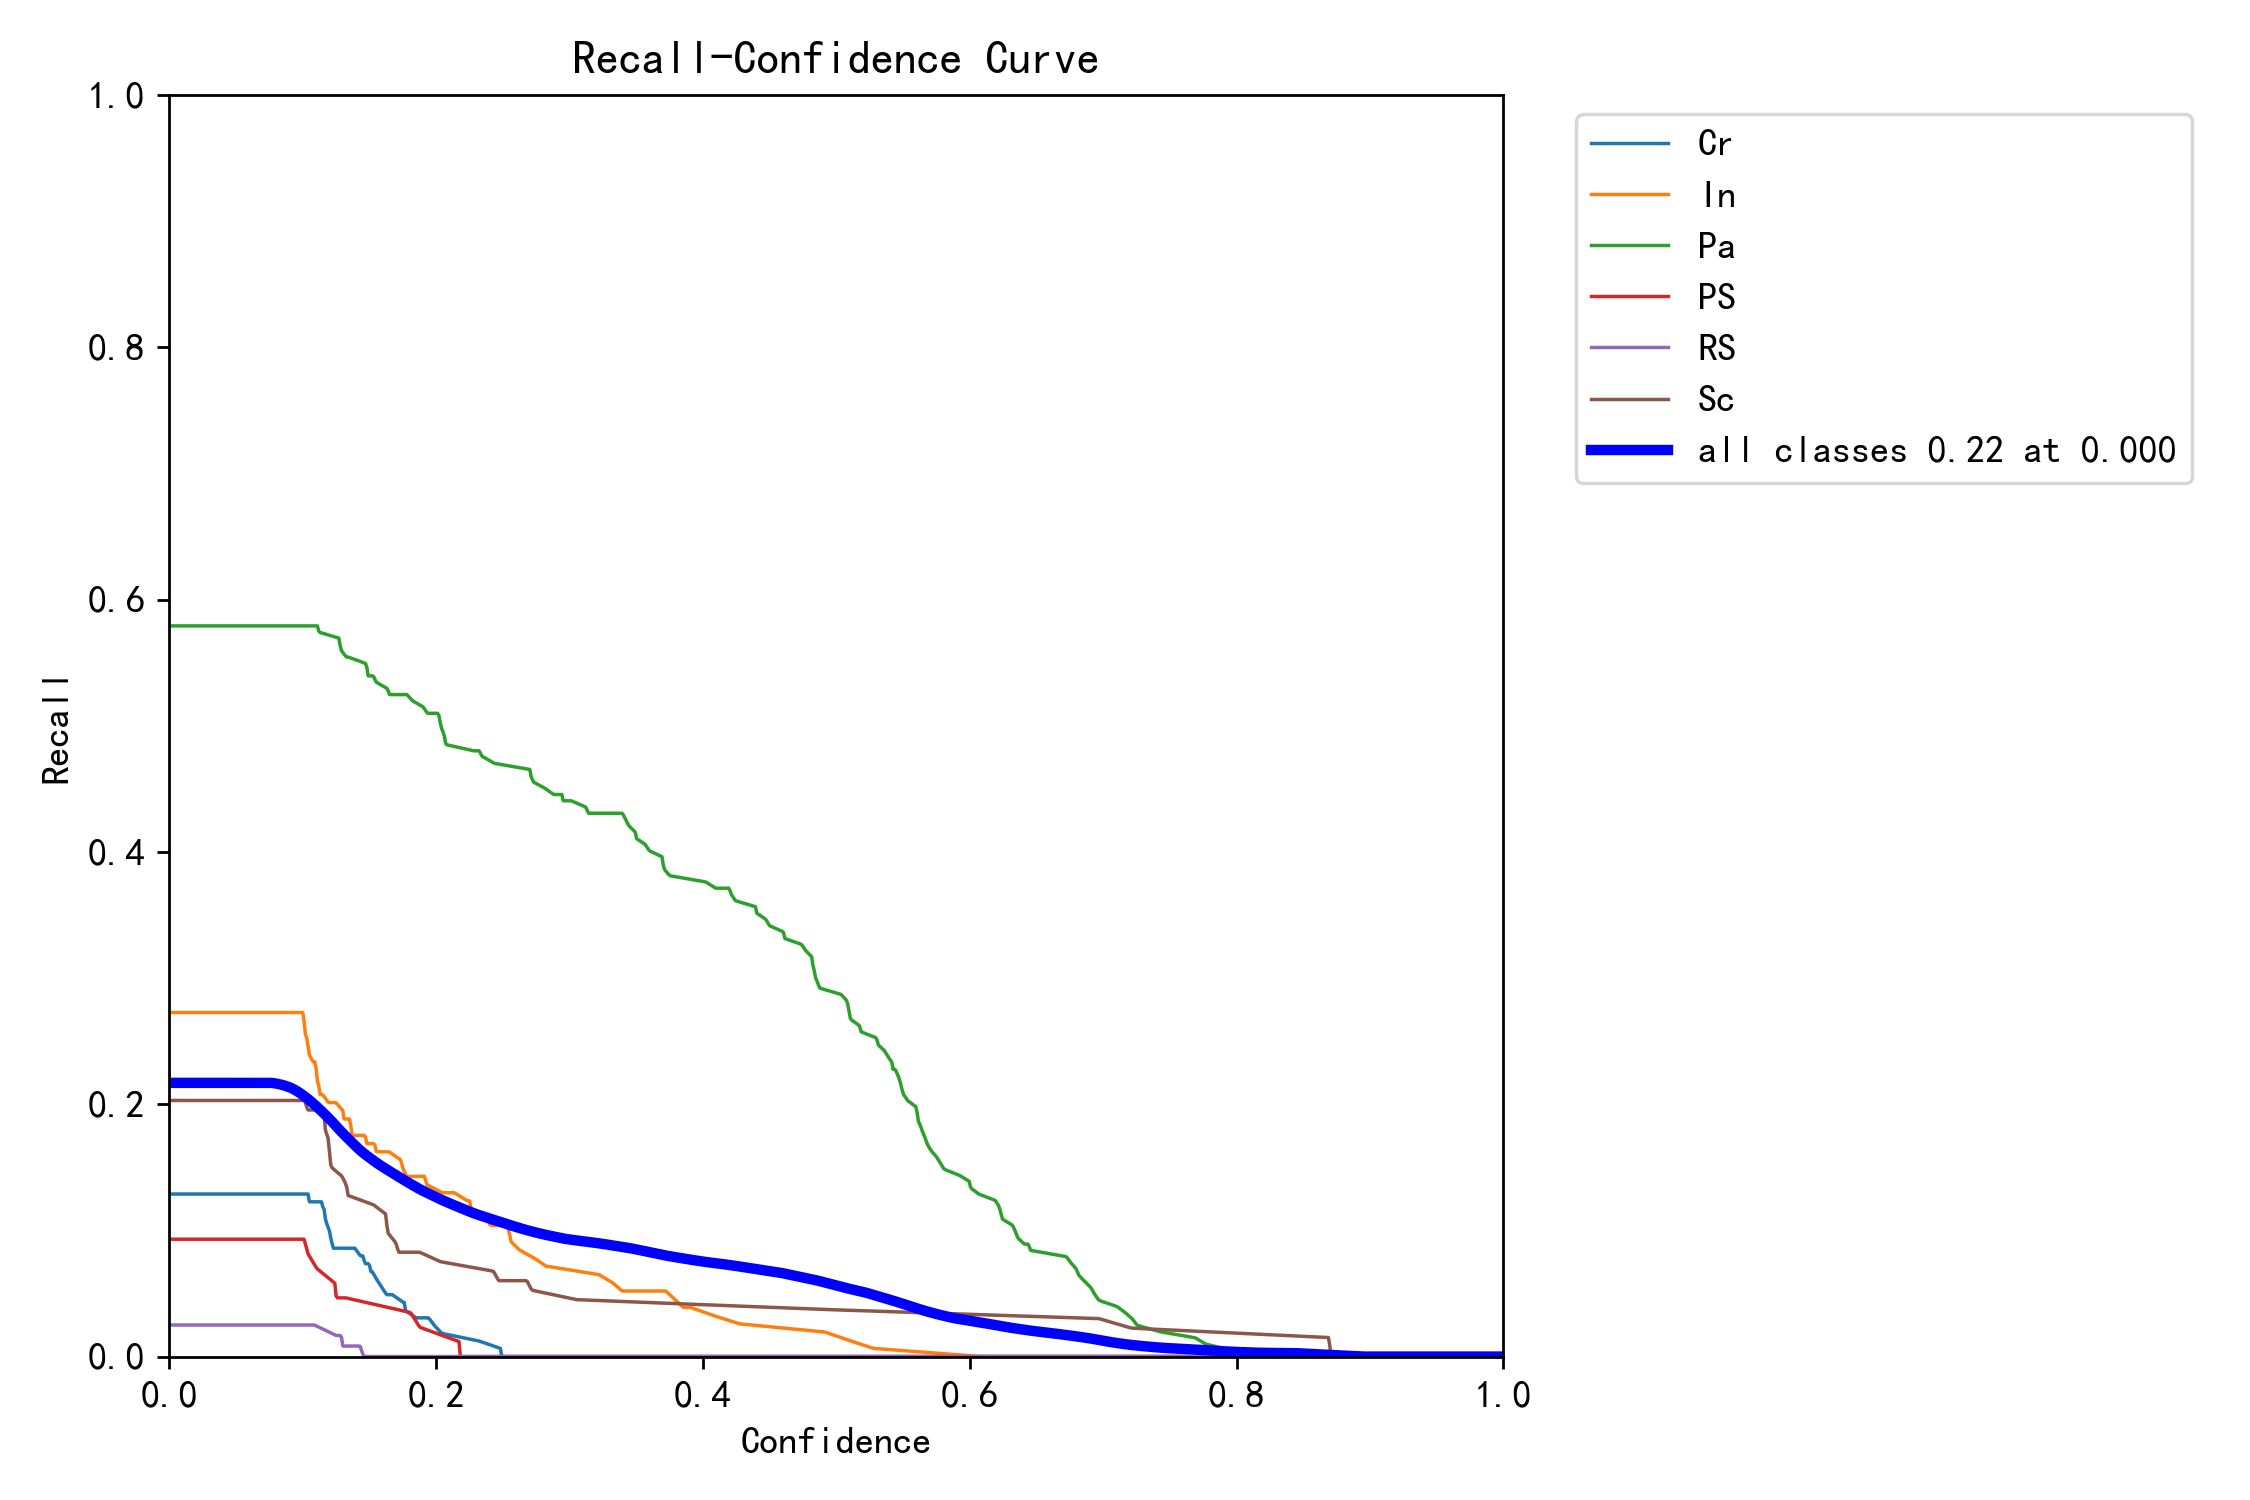 Recall-Confidence Curve
1.0
0.8
0.6
0.4
0.2
0.0
Recall
0.0 0.2 0.4 0.6 0.8 1.0
Confidence
Cr
In
Pa
PS
RS
Sc
all classes 0.22 at 0.000